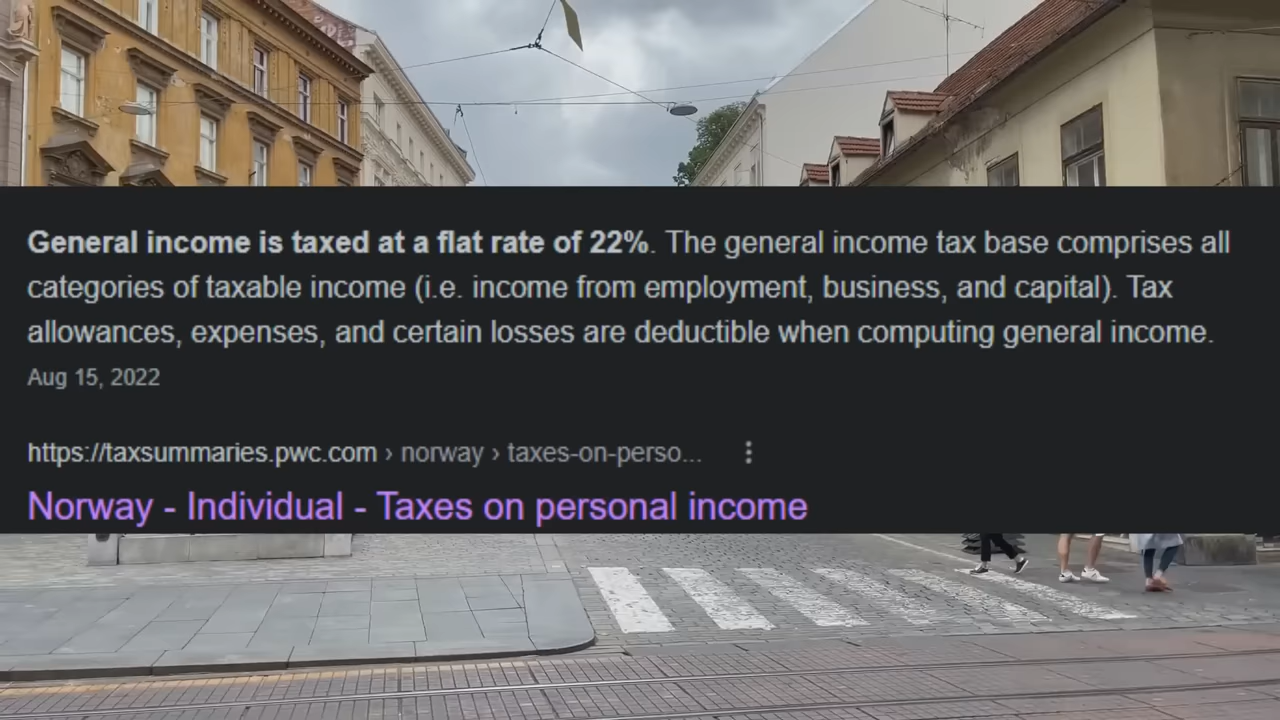 General income is taxed at a flat rate of 22%. The general income tax base comprises all
categories of taxable income (i.e. income from employment, business, and capital). Tax
allowances, expenses, and certain losses are deductible when computing general income.
Aug 15, 2022
https://taxsummaries.pwc.com › norway › taxes-on-perso...
Norway - Individual - Taxes on personal income